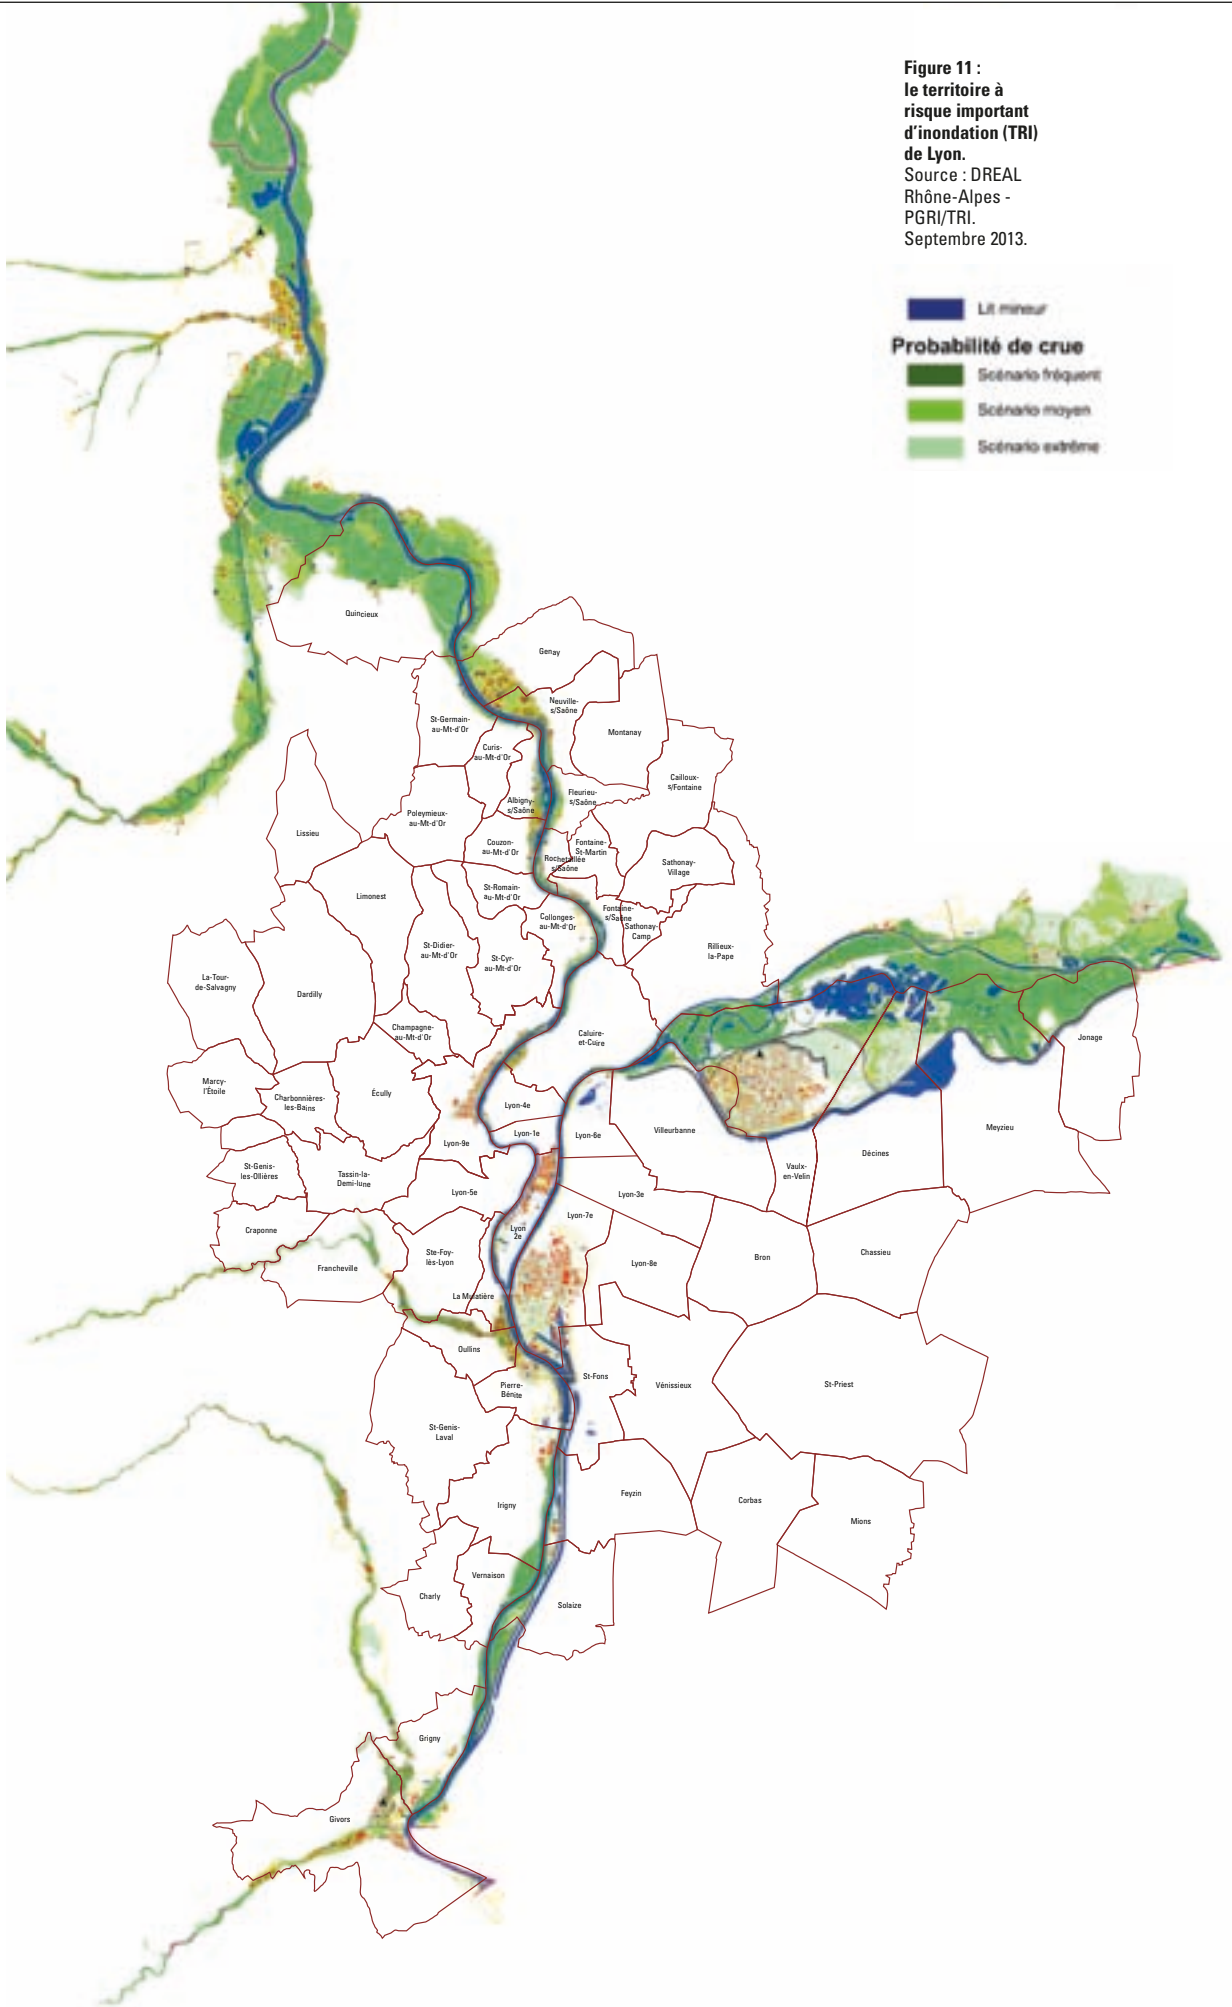 Figure 11 :
le territoire à
risque important
d'inondation (TRI)
de Lyon.
Source : DREAL
Rhône-Alpes -
PGRI/TRI.
Septembre 2013.
Lit mineur
Probabilité de crue
Scénario fréquent
Scénario moyen
Scénario extrême
Quincieux
Genay
Neuville-
s/Saône
St-Germain-
au-Mt-d'Or
Montanay
Curis-
au-Mt-d'Or
Cailloux-
s/Fontaine
Albigny-
s/Saône
Fleurieu-
s/Saône
Poleymieux-
au-Mt-d'Or
Lissieu
Couzon-
au-Mt-d'Or
Fontaine-
St-Martin
Rochetaillée
s/Saône
Sathonay-
Village
Limonest
St-Romain-
au-Mt-d'Or
Collonges-
au-Mt-d'Or
Fontaine-
s/Saône
Sathonay-
Camp
St-Didier-
au-Mt-d'Or
St-Cyr-
au-Mt-d'Or
Rillieux-
la-Pape
La-Tour-
de-Salvagny
Dardilly
Champagne-
au-Mt-d'Or
Caluire-
et-Cuire
Jonage
Marcy-
l'Étoile
Charbonnières-
les-Bains
Écully
Lyon-4e
Lyon-1e
Lyon-6e
Lyon-9e
Villeurbanne
Meyzieu
Décines
Vaulx-
en-Velin
St-Genis-
les-Ollières
Tassin-la-
Demi-lune
Lyon-5e
Lyon-3e
Craponne
Lyon-7e
Lyon
2e
Francheville
Ste-Foy-
lès-Lyon
Lyon-8e
Bron
Chassieu
La Mulatière
Oullins
Pierre-
Bénite
St-Fons
Vénissieux
St-Priest
St-Genis-
Laval
Irigny
Feyzin
Corbas
Mions
Vernaison
Charly
Solaize
Grigny
Givors